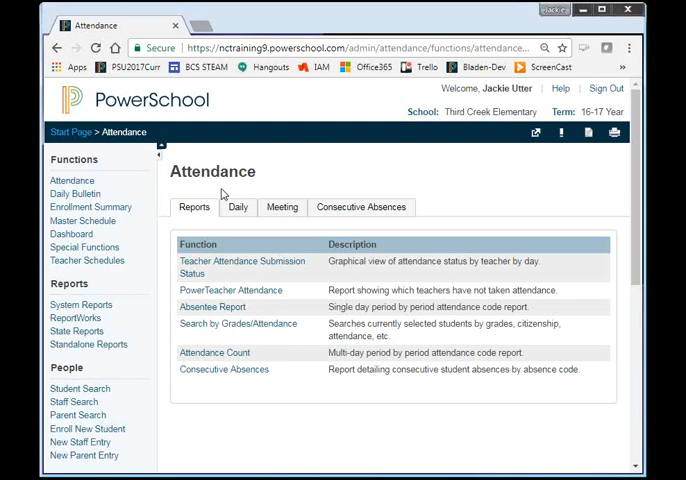 Jackie
Attendance
Secure https://nctraining9.powerschool.com/admin/attendance/functions/attendance...
Apps PSU2017Curr BCS STEAM Hangouts IAM Office365 Trello Bladen-Dev ScreenCast »
PowerSchool
Welcome, Jackie Utter Help Sign Out
School: Third Creek Elementary Term: 16-17 Year
Start Page > Attendance
Functions
Attendance
Daily Bulletin
Enrollment Summary
Master Schedule
Dashboard
Special Functions
Teacher Schedules
Reports
System Reports
ReportWorks
State Reports
Standalone Reports
People
Student Search
Staff Search
Parent Search
Enroll New Student
New Staff Entry
New Parent Entry
Attendance
Reports Daily Meeting Consecutive Absences
Function Description
Teacher Attendance Submission Graphical view of attendance status by teacher by day.
Status
PowerTeacher Attendance Report showing which teachers have not taken attendance.
Absentee Report Single day period by period attendance code report.
Search by Grades/Attendance Searches currently selected students by grades, citizenship,
attendance, etc.
Attendance Count Multi-day period by period attendance code report.
Consecutive Absences Report detailing consecutive student absences by absence code.